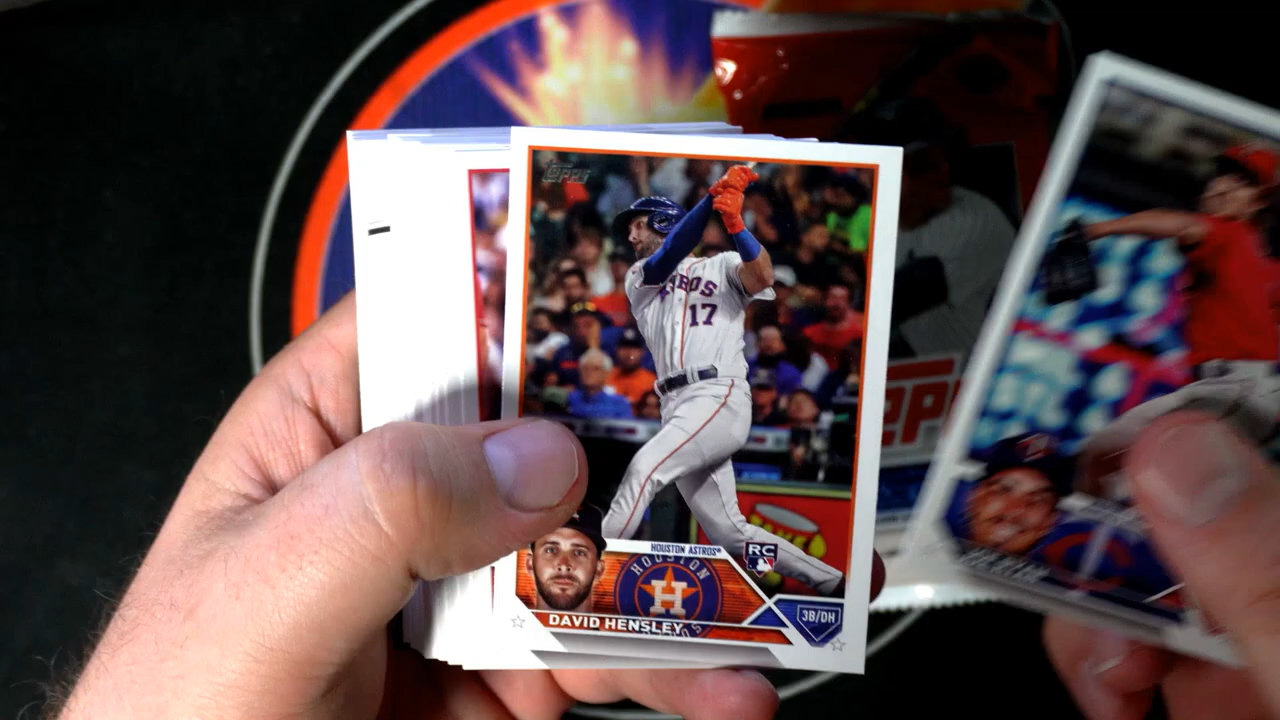 TOPPS
ASTROS
17
HOUSTON ASTROS®
RC
HOUSTON
H
3B/DH
DAVID HENSLEY